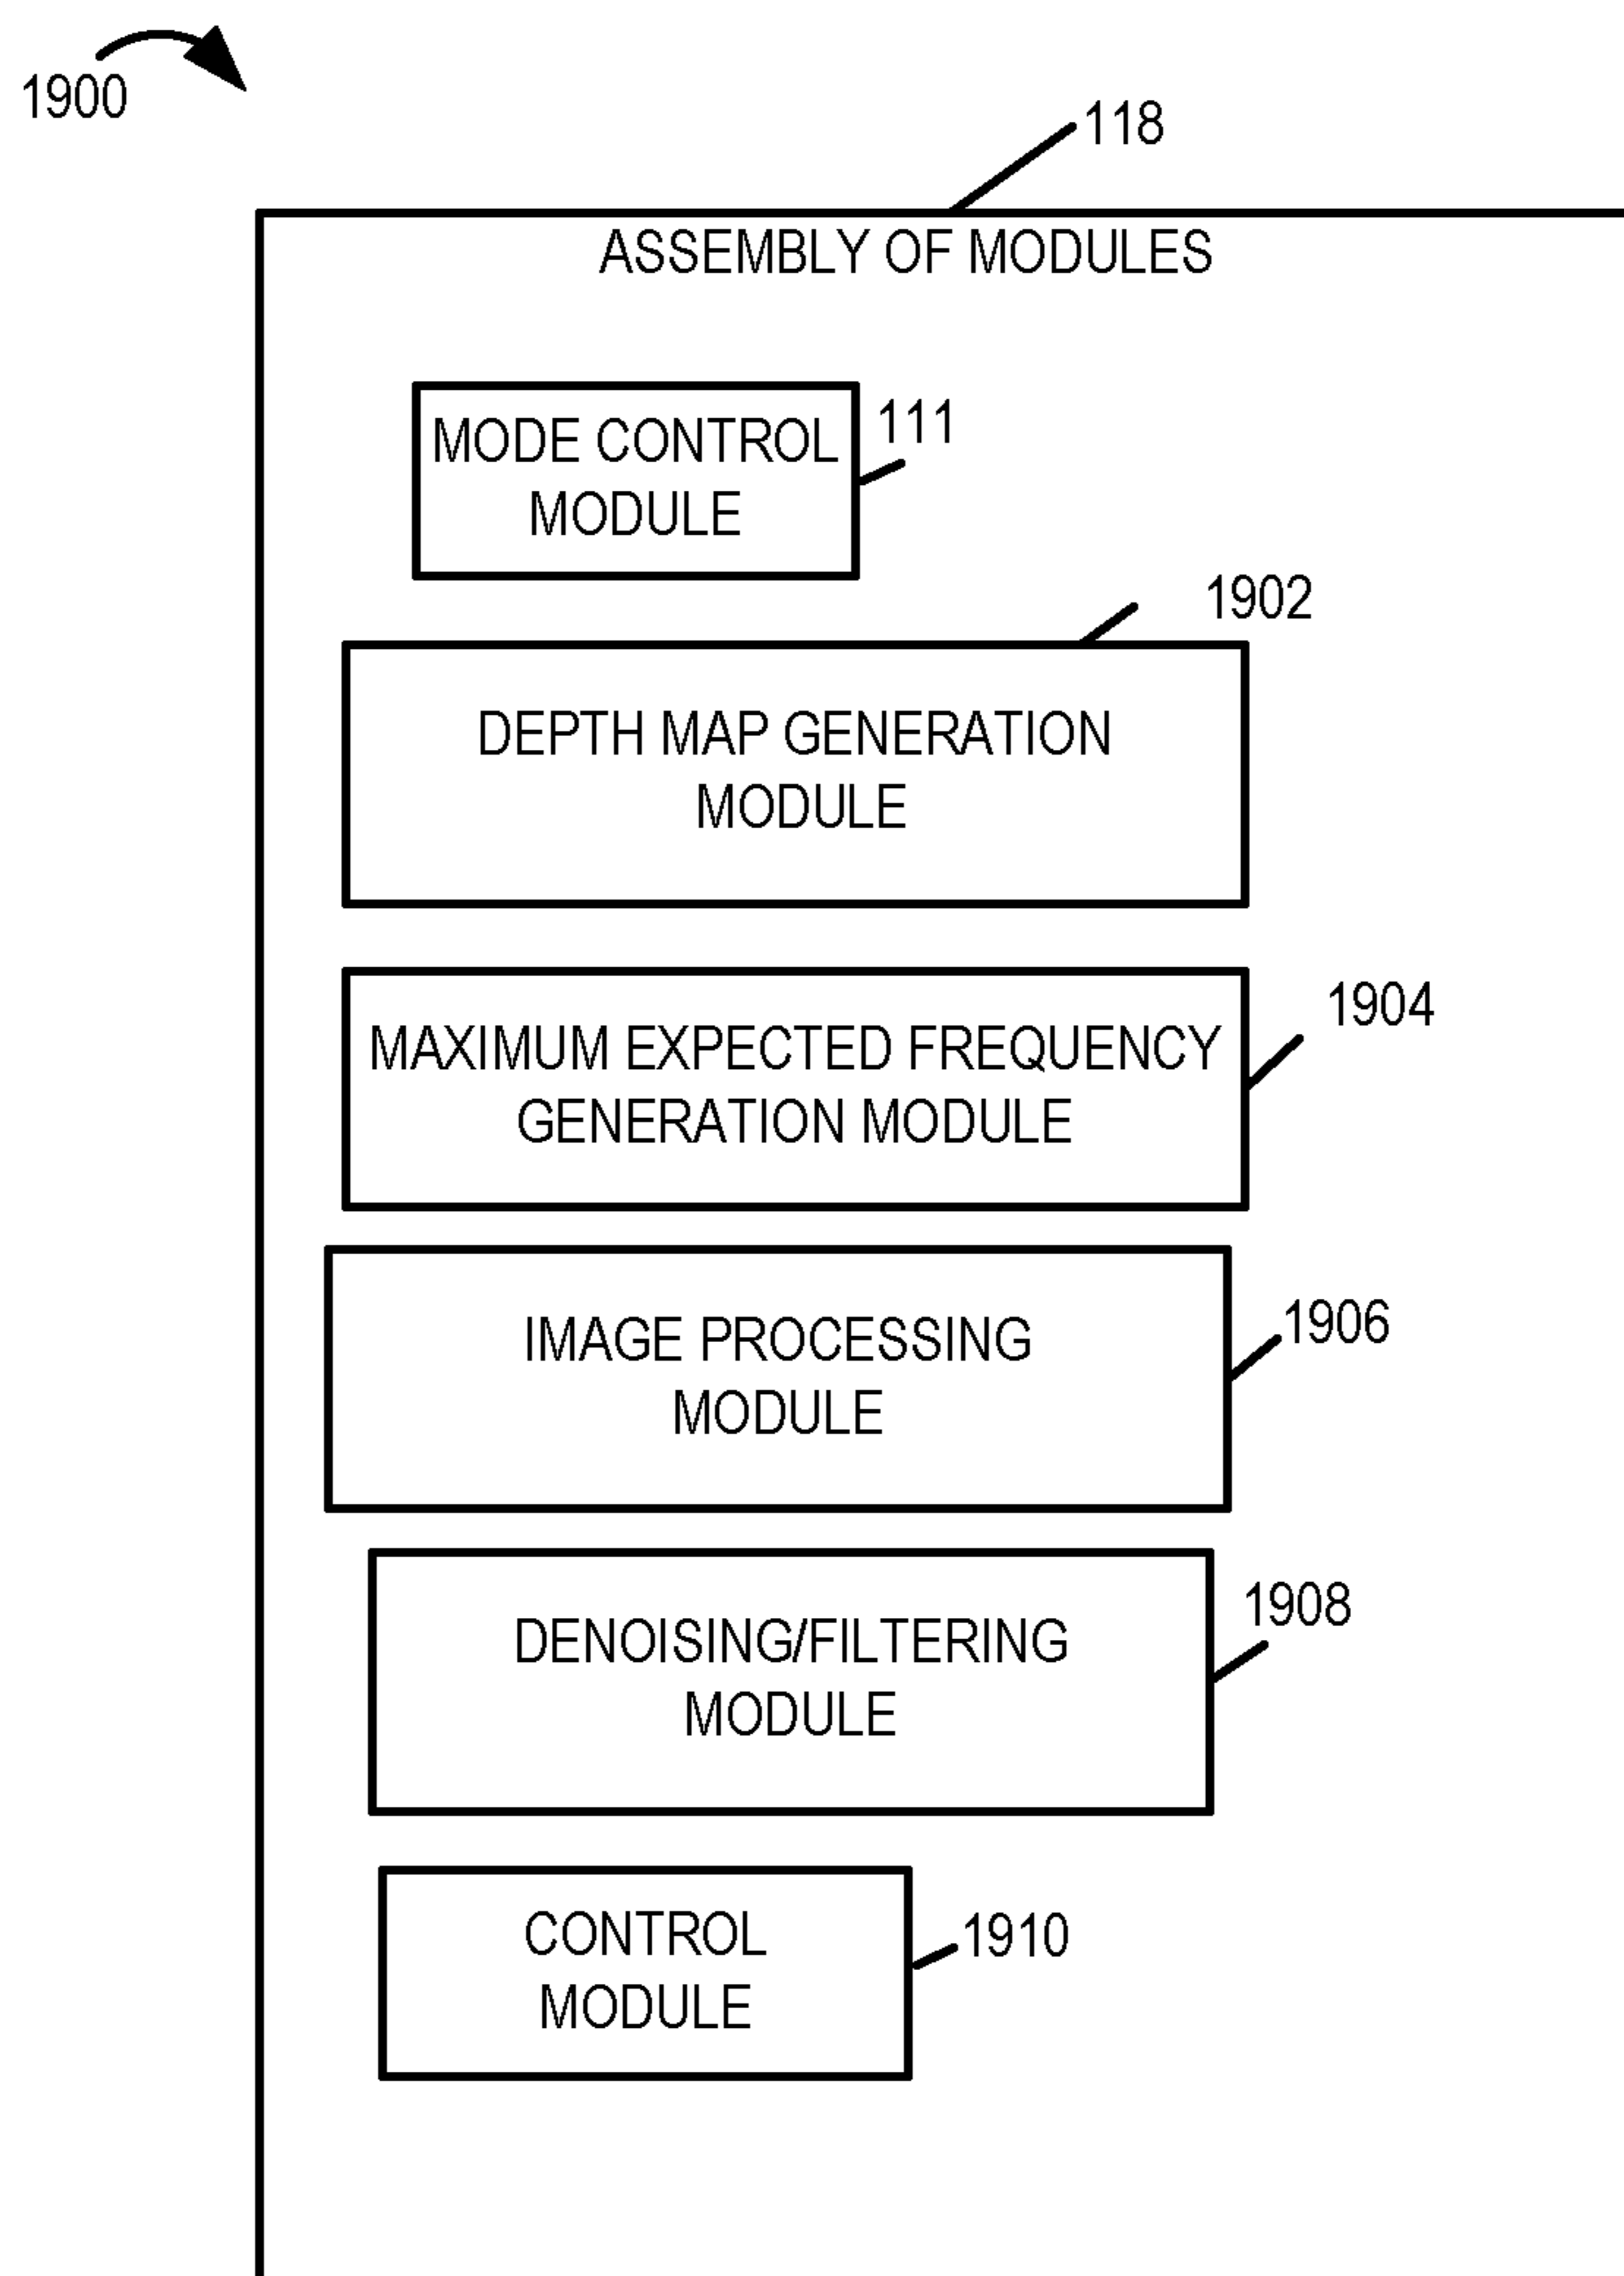 1900
118
ASSEMBLY OF MODULES
MODE CONTROL
MODULE
111
1902
DEPTH MAP GENERATION
MODULE
1904
MAXIMUM EXPECTED FREQUENCY
GENERATION MODULE
1906
IMAGE PROCESSING
MODULE
1908
DENOISING/FILTERING
MODULE
CONTROL
MODULE
1910